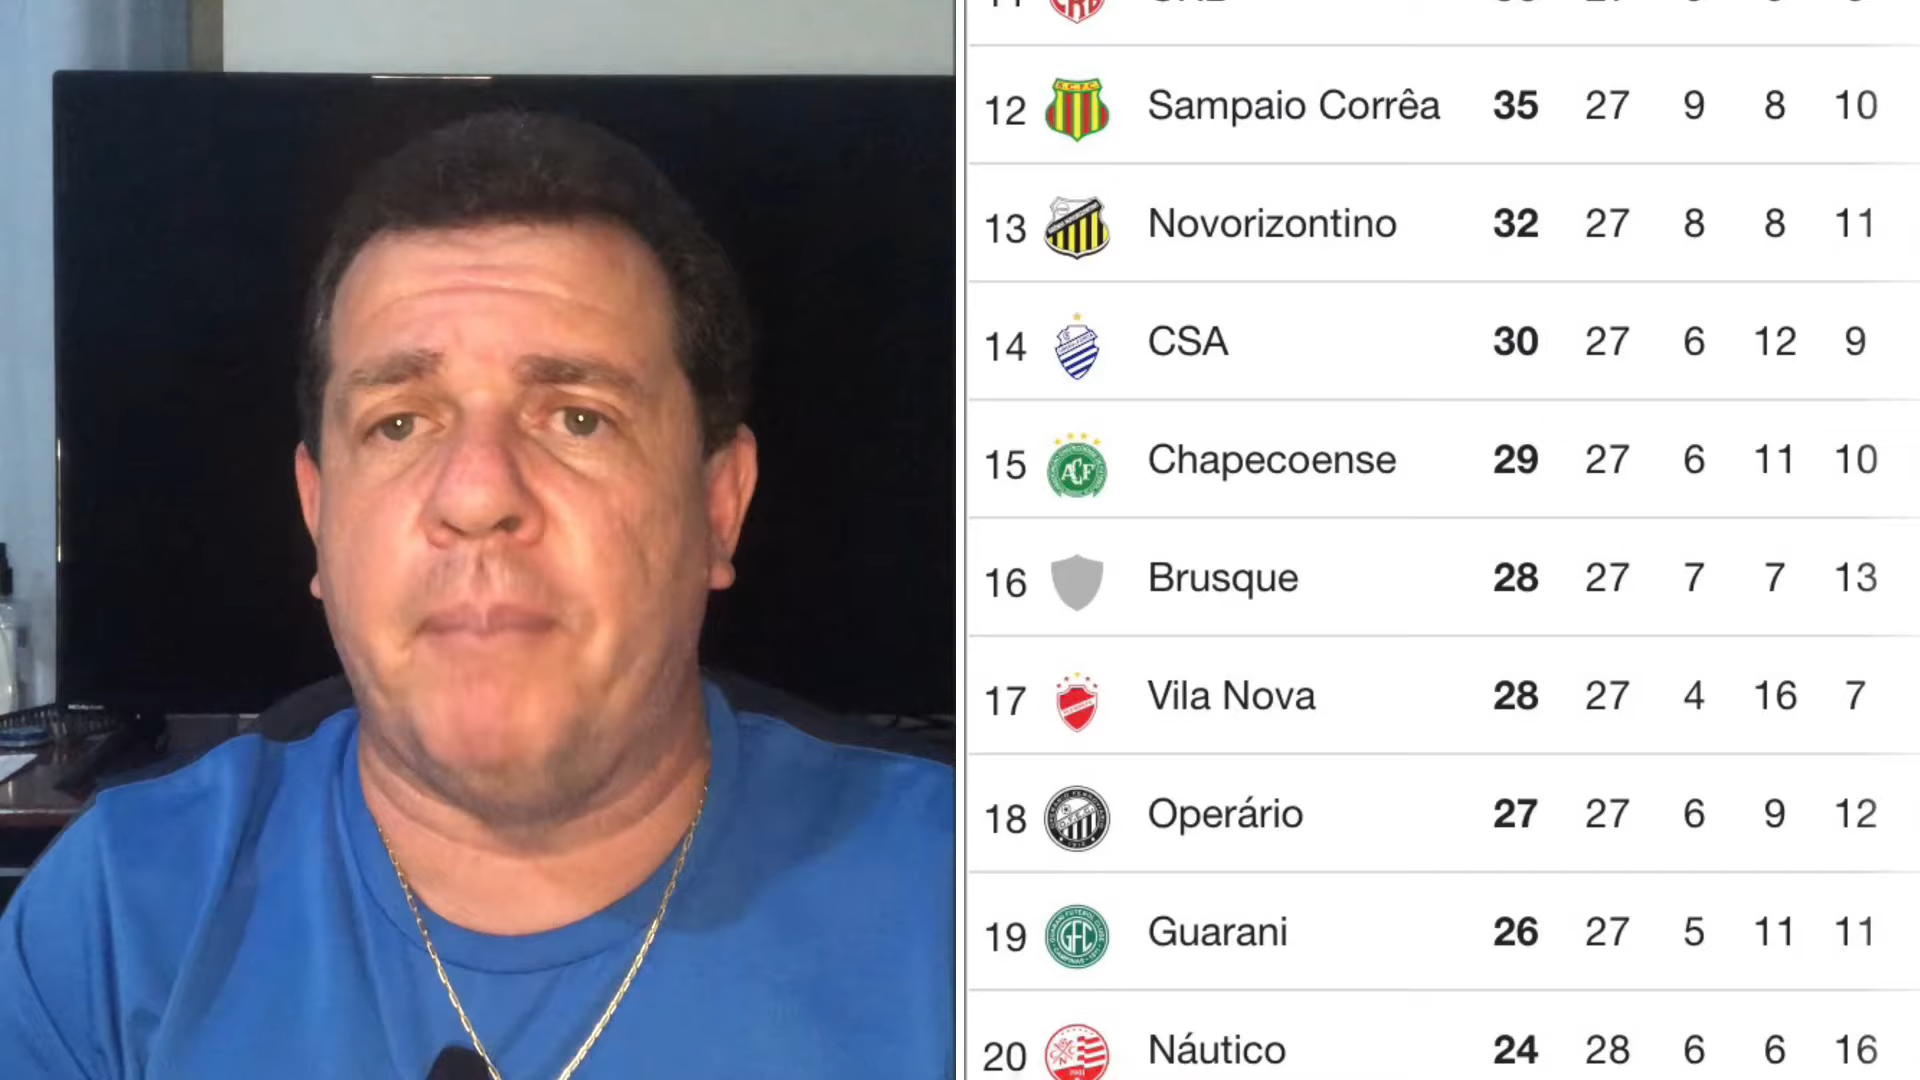 12 Sampaio Corrêa 35 27 9 8 10
13 Novorizontino 32 27 8 8 11
14 CSA 30 27 6 12 9
15 Chapecoense 29 27 6 11 10
16 Brusque 28 27 7 7 13
17 Vila Nova 28 27 4 16 7
18 Operário 27 27 6 9 12
19 Guarani 26 27 5 11 11
20 Náutico 24 28 6 6 16